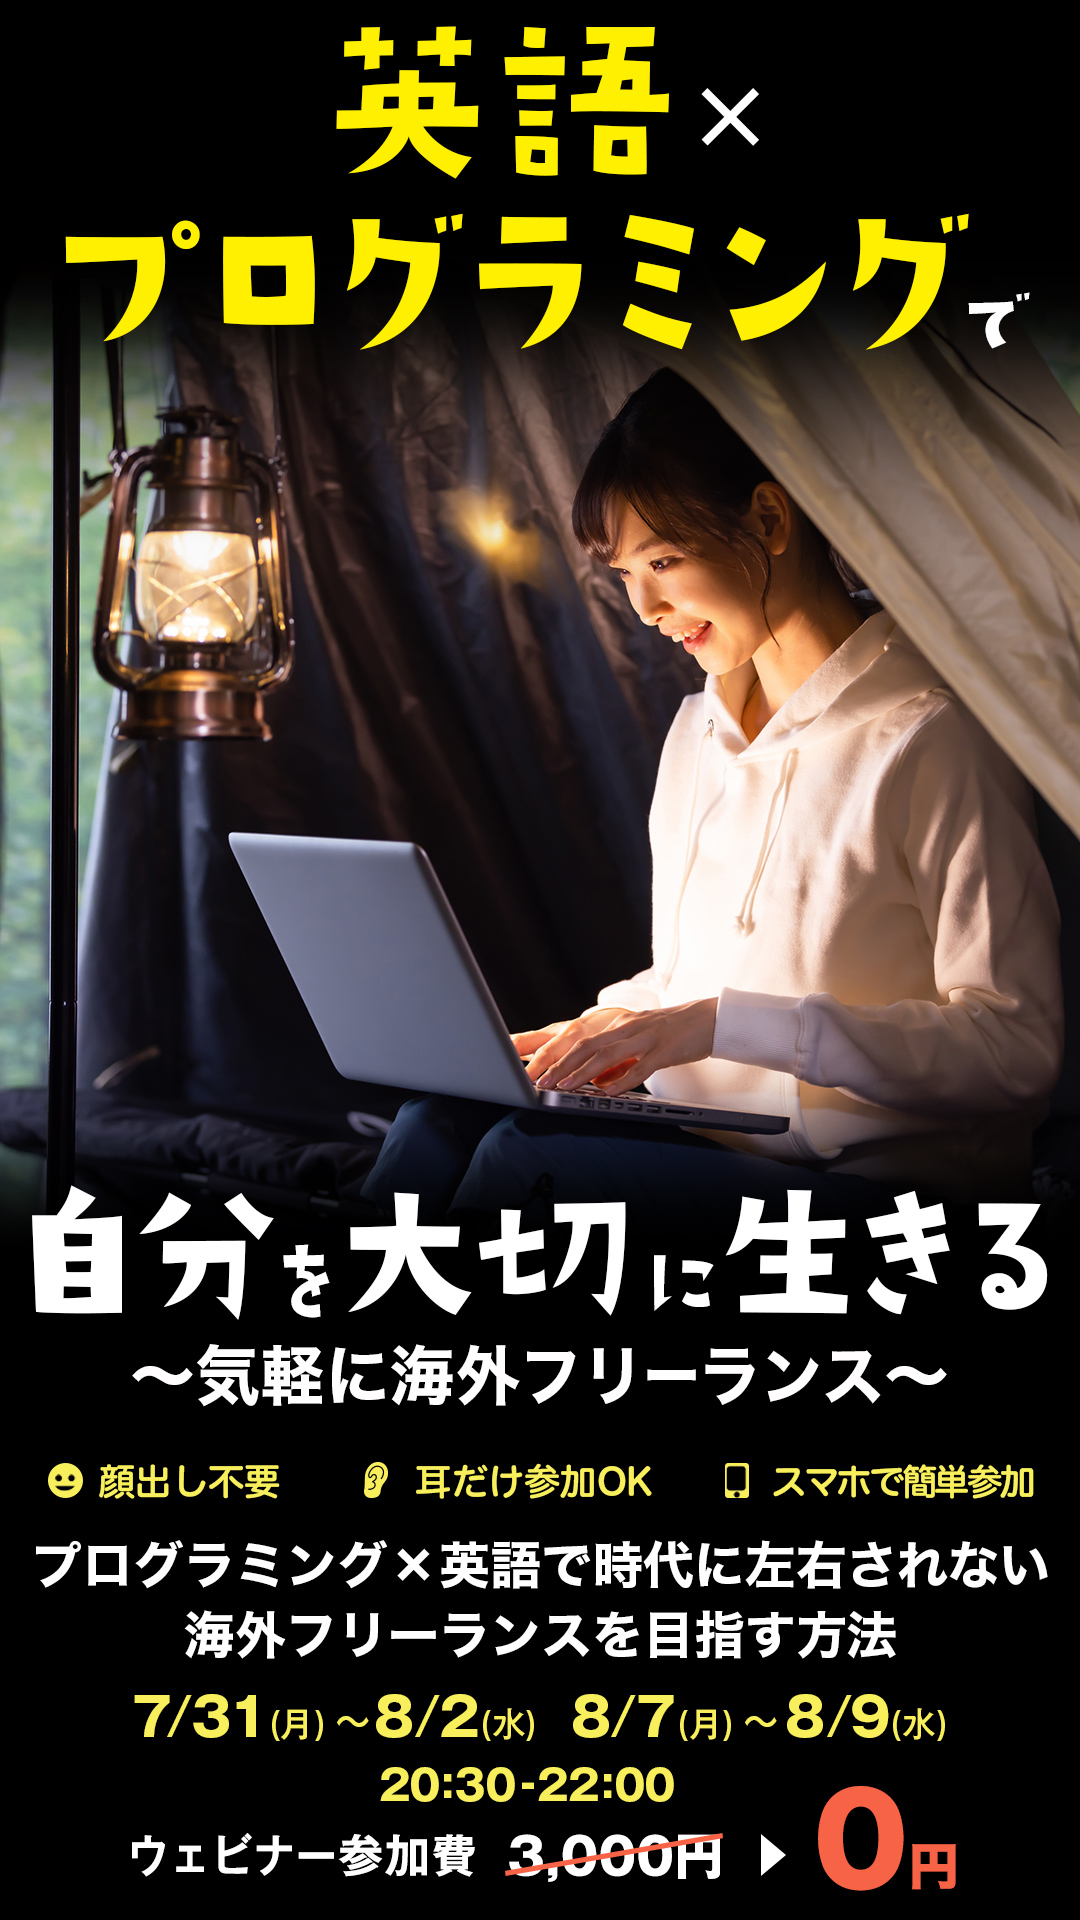 英語×
プログラミングで
自分を大切に生きる
〜気軽に海外フリーランス〜
顔出し不要 耳だけ参加OK スマホで簡単参加
プログラミング×英語で時代に左右されない
海外フリーランスを目指す方法
7/31(月)〜8/2(水) 8/7(月)〜8/9(水)
20:30-22:00
ウェビナー参加費 3,000円 ▶ 0円